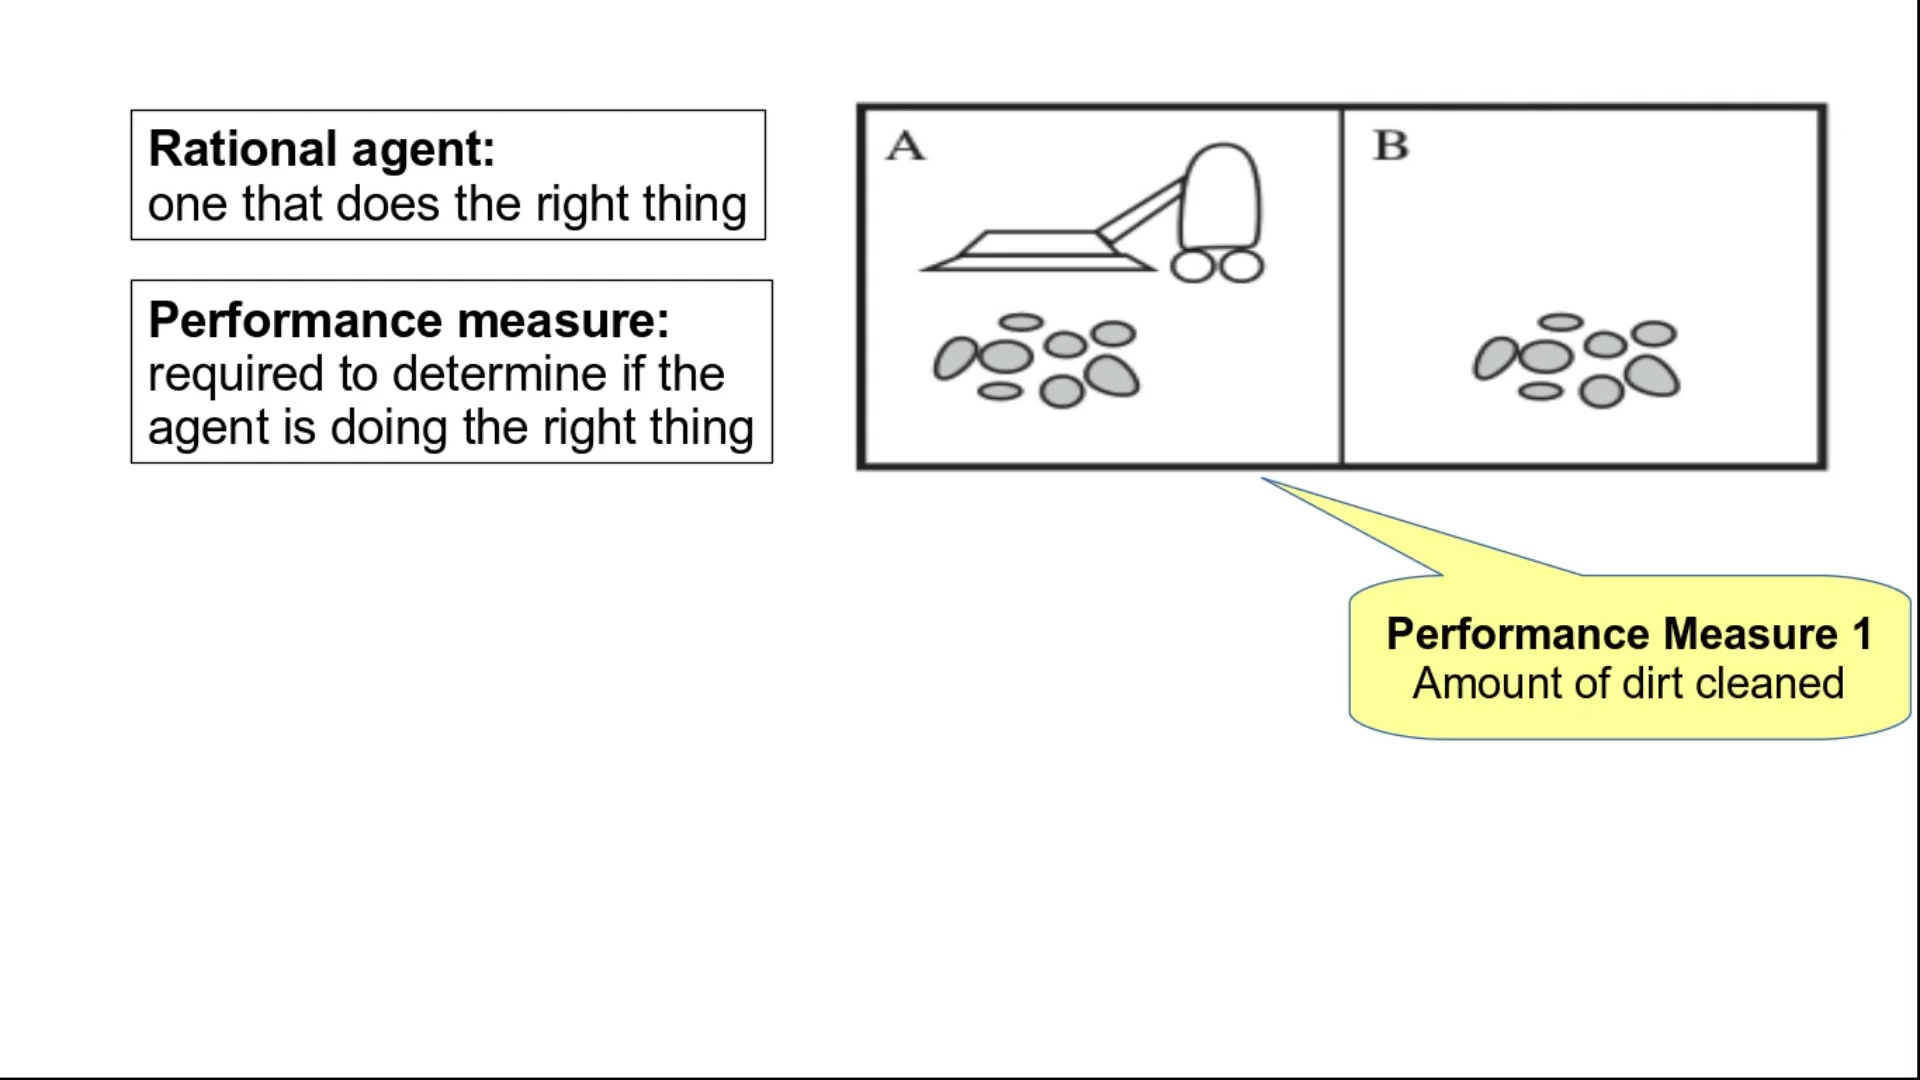 Rational agent:
one that does the right thing
Performance measure:
required to determine if the
agent is doing the right thing
A
B
Performance Measure 1
Amount of dirt cleaned